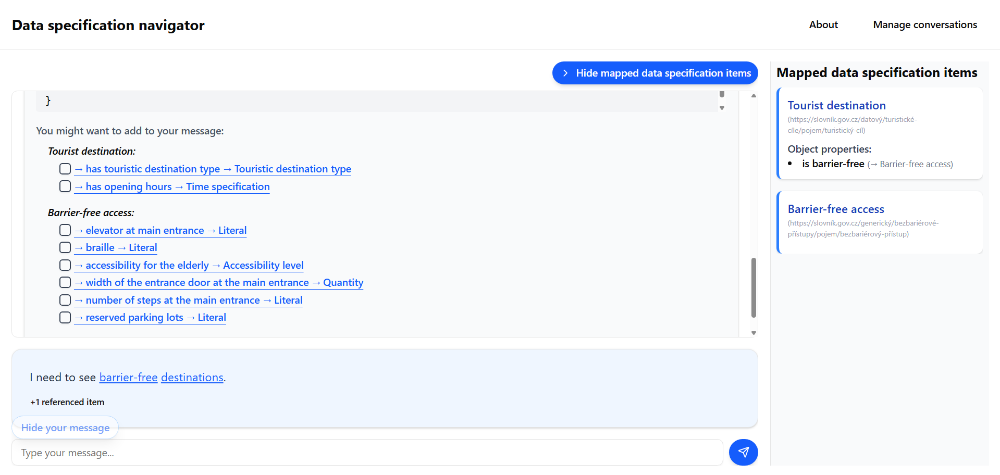 Data specification navigator
About
Manage conversations
Hide mapped data specification items
}
You might want to add to your message:
Tourist destination:
→ has touristic destination type → Touristic destination type
→ has opening hours → Time specification
Barrier-free access:
→ elevator at main entrance → Literal
→ braille → Literal
→ accessibility for the elderly → Accessibility level
→ width of the entrance door at the main entrance → Quantity
→ number of steps at the main entrance → Literal
→ reserved parking lots → Literal
I need to see barrier-free destinations.
+1 referenced item
Hide your message
Type your message...
Mapped data specification items
Tourist destination
(https://slovník.gov.cz/datový/turistické-
cíle/pojem/turistický-cíl)
Object properties:
• is barrier-free (→ Barrier-free access)
Barrier-free access
(https://slovník.gov.cz/generický/bezbariérové-
přístupy/pojem/bezbariérový-přístup)